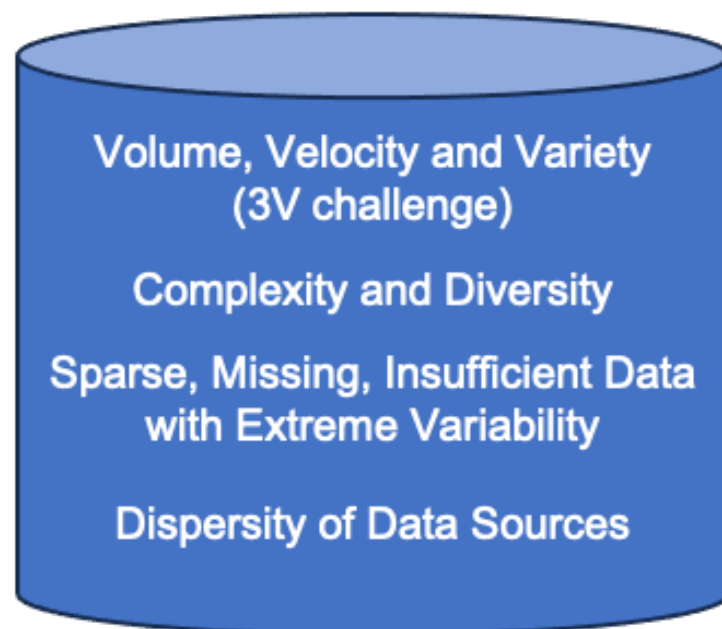 Volume, Velocity and Variety
(3V challenge)
Complexity and Diversity
Sparse, Missing, Insufficient Data
with Extreme Variability
Dispersity of Data Sources